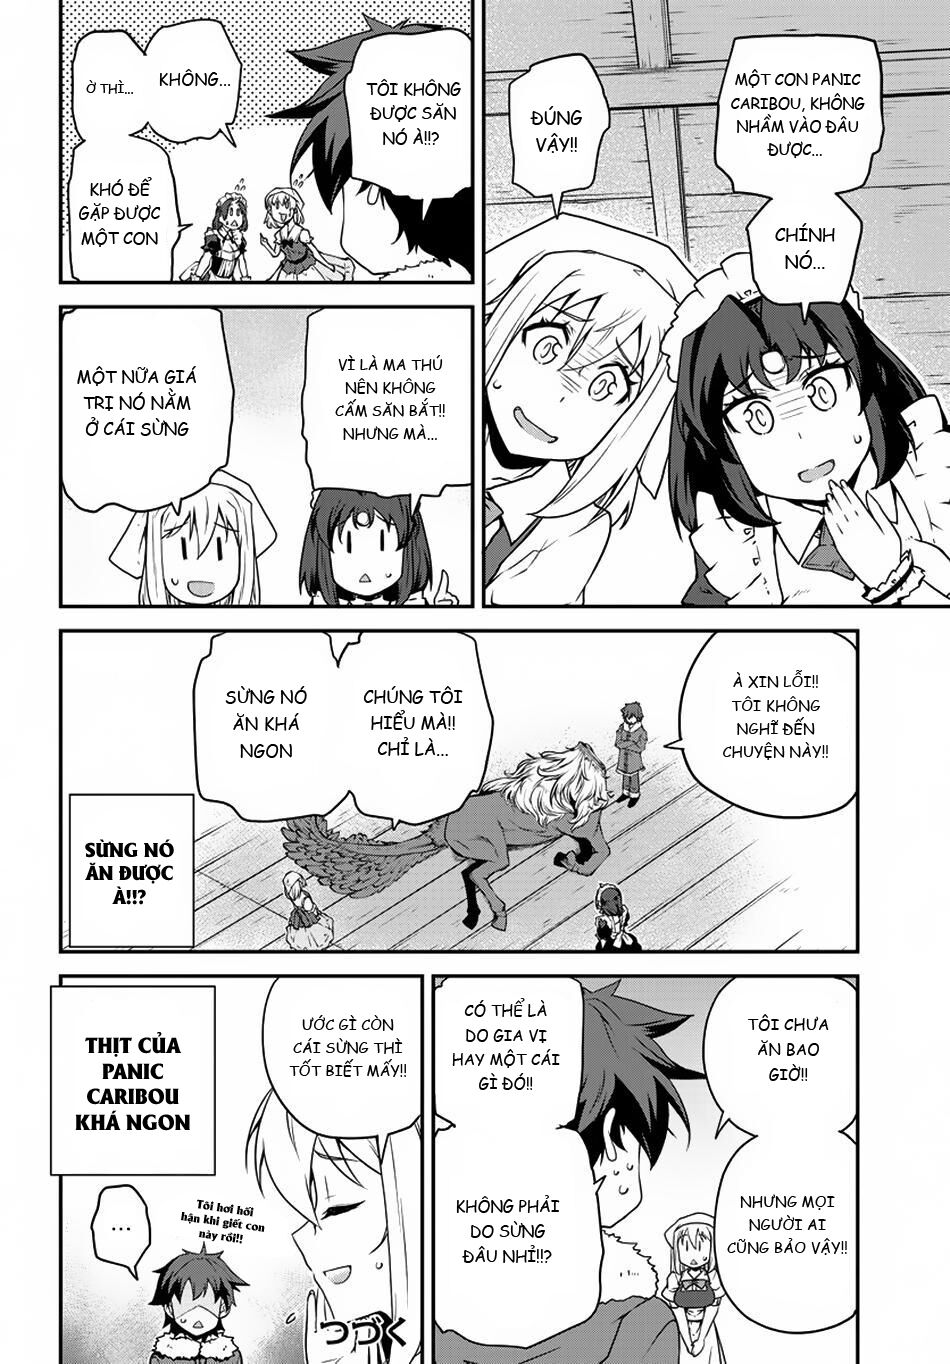 MỘT CON PANIC
CARIBOU, KHÔNG
NHẦM VÀO ĐÂU
ĐƯỢC...
CHÍNH
NÓ...
ĐÚNG
VẬY!!
TÔI KHÔNG
ĐƯỢC SĂN
NÓ À!!?
KHÔNG...
Ờ THÌ...
KHÓ ĐỂ
GẶP ĐƯỢC
MỘT CON
VÌ LÀ MA THÚ
NÊN KHÔNG
CẤM SĂN BẮT!!
NHƯNG MÀ...
MỘT NỮA GIÁ
TRỊ NÓ NẰM
Ở CÁI SỪNG
À XIN LỖI!!
TÔI KHÔNG
NGHĨ ĐẾN
CHUYỆN NÀY!!
CHÚNG TÔI
HIỂU MÀ!!
CHỈ LÀ...
SỪNG NÓ
ĂN KHÁ
NGON
SỪNG NÓ
ĂN ĐƯỢC
À!!?
TÔI CHƯA
ĂN BAO
GIỜ!!
NHƯNG MỌI
NGƯỜI AI
CŨNG BẢO VẬY!!
CÓ THỂ LÀ
DO GIA VỊ
HAY MỘT CÁI
GÌ ĐÓ!!
KHÔNG PHẢI
DO SỪNG
ĐÂU NHỈ!!?
ƯỚC GÌ CÒN
CÁI SỪNG THÌ
TỐT BIẾT MẤY!!
THỊT CỦA
PANIC
CARIBOU
KHÁ NGON
Tôi hơi hối
hận khi giết con
này rồi!!
...
つづく